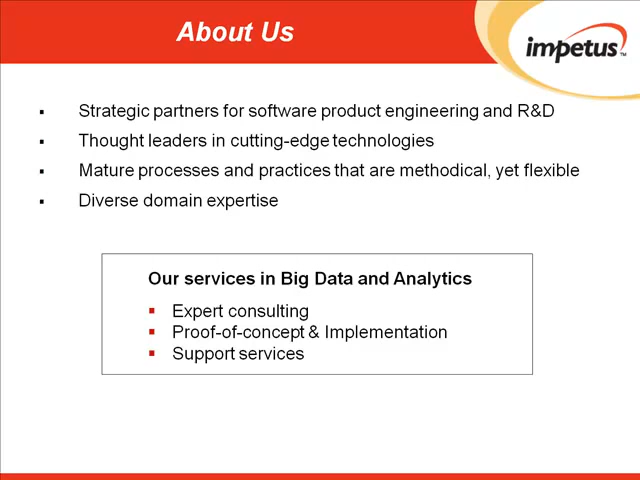 About Us
impetus™
▪ Strategic partners for software product engineering and R&D
▪ Thought leaders in cutting-edge technologies
▪ Mature processes and practices that are methodical, yet flexible
▪ Diverse domain expertise
Our services in Big Data and Analytics
▪ Expert consulting
▪ Proof-of-concept & Implementation
▪ Support services